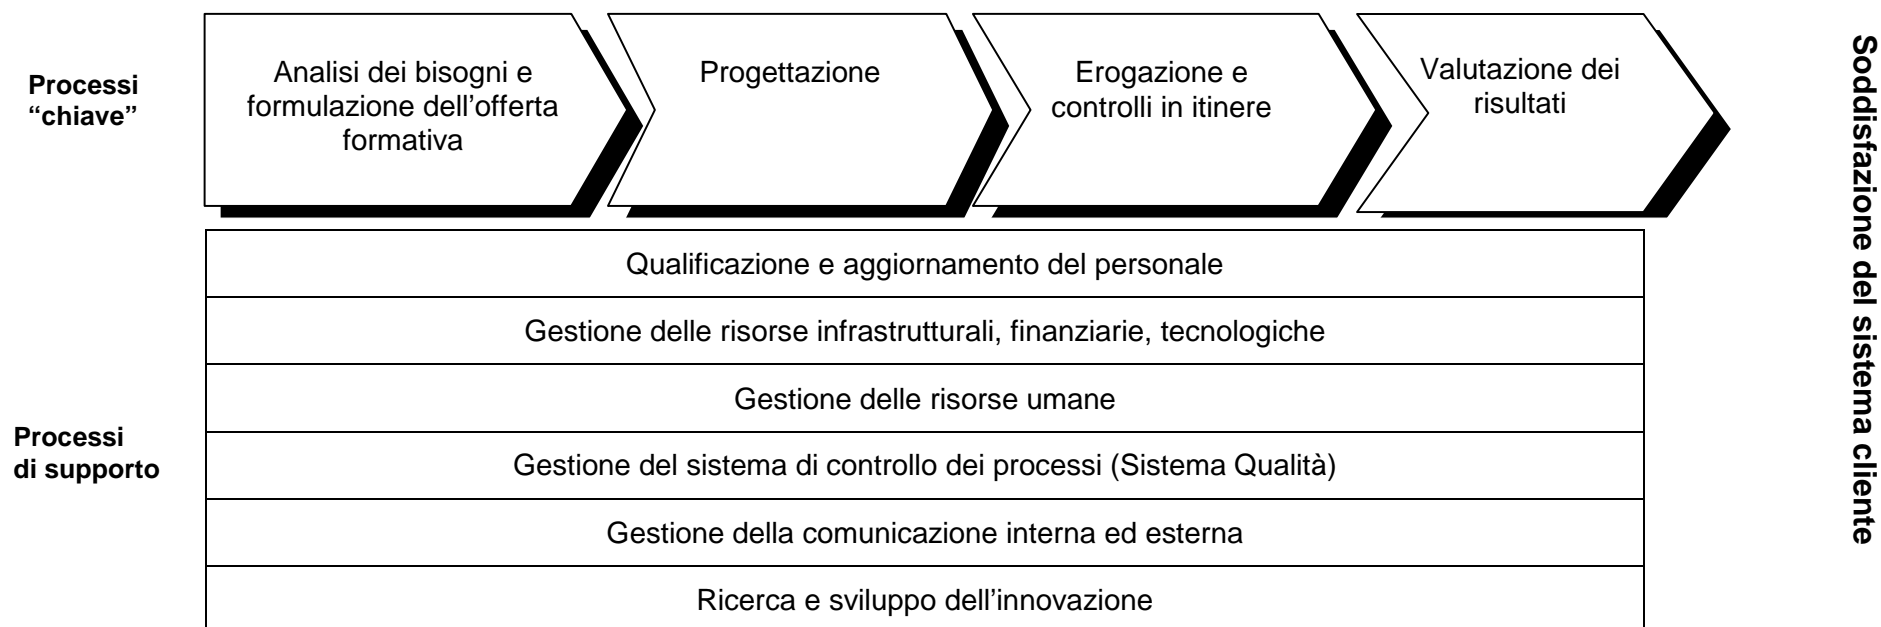 Processi
“chiave”
Analisi dei bisogni e
formulazione dell’offerta
formativa
Progettazione
Erogazione e
controlli in itinere
Valutazione dei
risultati
Qualificazione e aggiornamento del personale
Gestione delle risorse infrastrutturali, finanziarie, tecnologiche
Gestione delle risorse umane
Processi
di supporto
Gestione del sistema di controllo dei processi (Sistema Qualità)
Gestione della comunicazione interna ed esterna
Ricerca e sviluppo dell’innovazione
Soddisfazione del sistema cliente